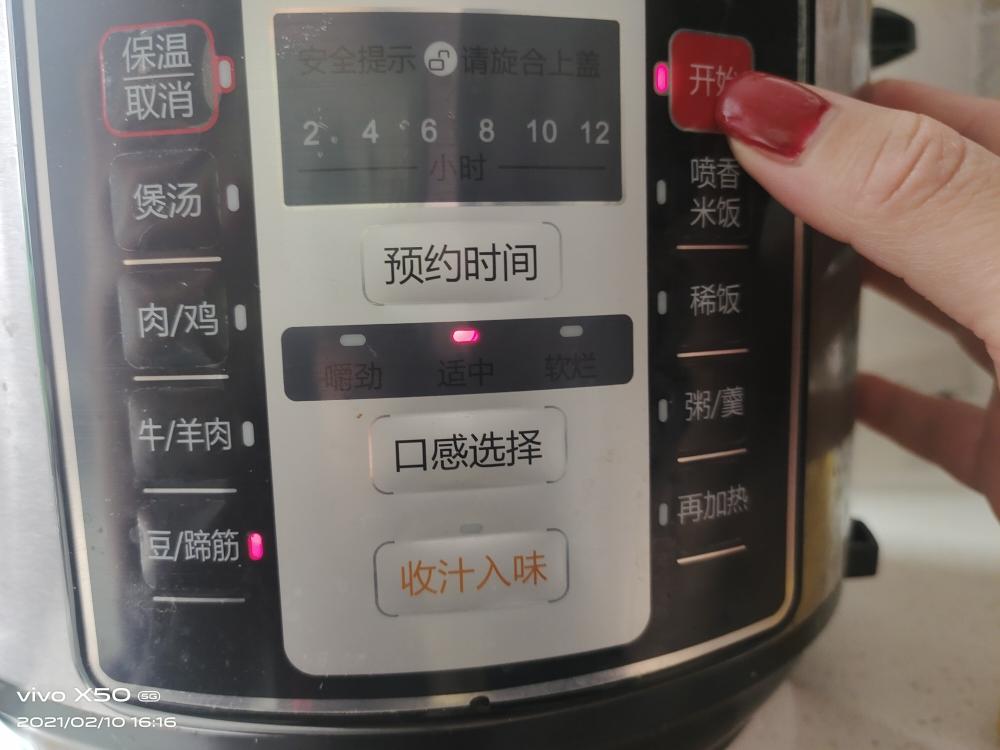 保温
取消
煲汤
肉/鸡
牛/羊肉
豆/蹄筋
安全提示 请旋合上盖
2 4 6 8 10 12
小时
预约时间
嚼劲 适中 软烂
口感选择
收汁入味
开始
喷香
米饭
稀饭
粥/羹
再加热
vivo X50 5G
2021/02/10 16:16